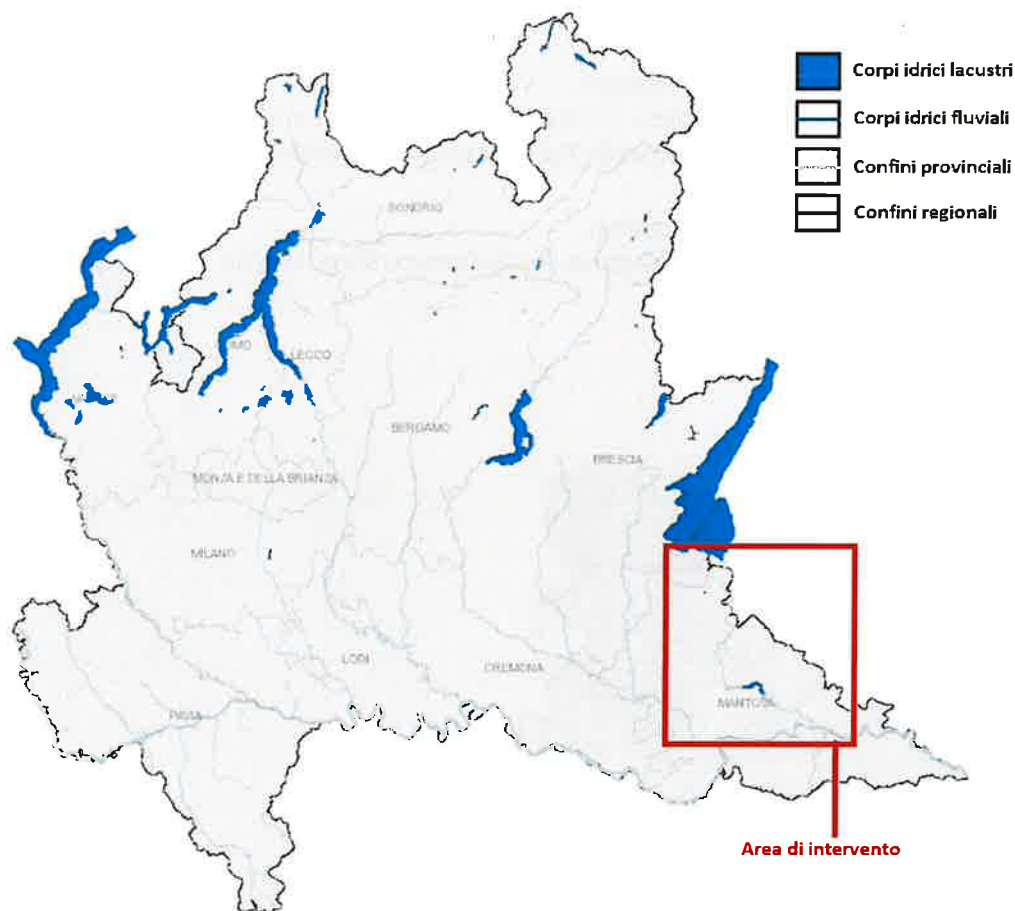 Corpi idrici lacustri
Corpi idrici fluviali
Confini provinciali
Confini regionali
SONDRIO
LECCO
BERGAMO
BRESCIA
MONZA E DELLA BRIANZA
MILANO
LODI
CREMONA
MANTOVA
PAVIA
Area di intervento